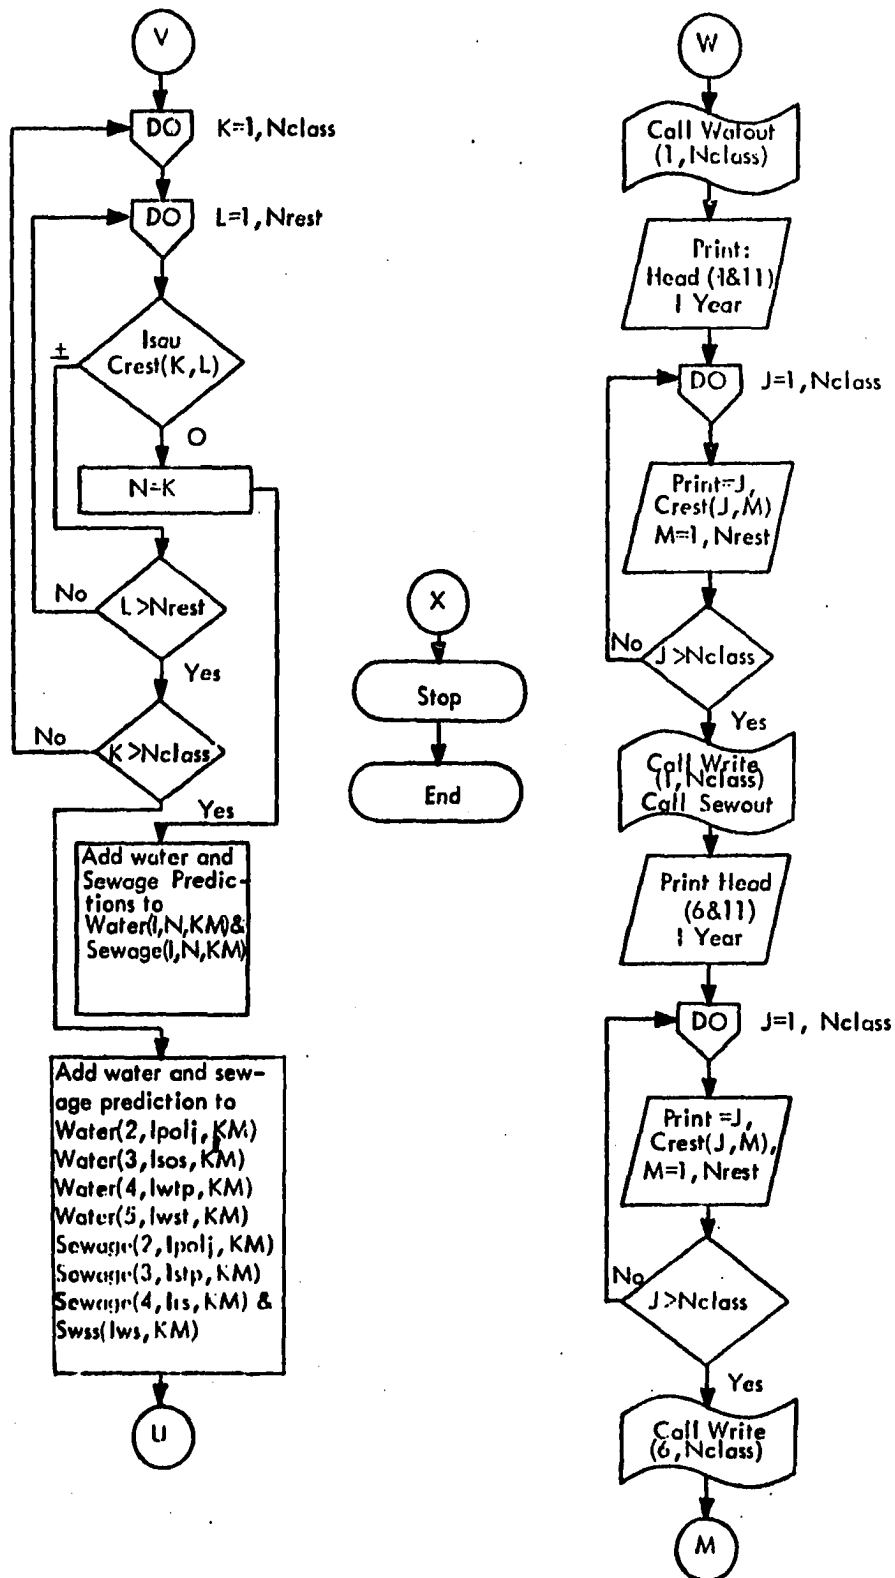 V
DO K=1,Nclass
DO L=1,Nrest
Isau
Crest(K,L)
±
O
N=K
L>Nrest
No
Yes
K>Nclass
No
Yes
Add water and
Sewage Predic-
tions to
Water(I,N,KM)&
Sewage(I,N,KM)
Add water and sew-
age prediction to
Water(2,Ipolj,KM)
Water(3,Isos,KM)
Water(4,Iwtp,KM)
Water(5,Iwst,KM)
Sewage(2,Ipolj,KM)
Sewage(3,Istp,KM)
Sewage(4,Iis,KM) &
Swss(Iws,KM)
U
X
Stop
End
W
Call Watout
(1,Nclass)
Print:
Head (1&11)
I Year
DO J=1,Nclass
Print=J,
Crest(J,M)
M=1,Nrest
No
J>Nclass
Yes
Call Write
(1,Nclass)
Call Sewout
Print Head
(6&11)
I Year
DO J=1, Nclass
Print =J,
Crest(J,M),
M=1,Nrest
No
J>Nclass
Yes
Call Write
(6,Nclass)
M